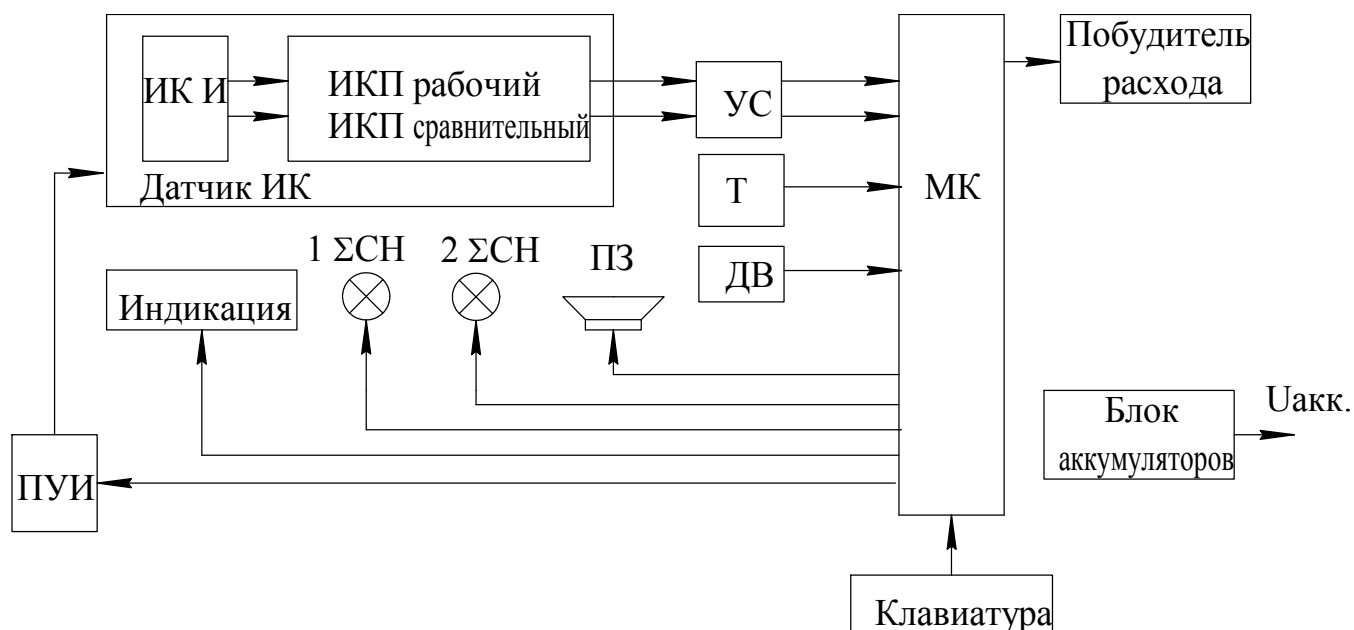 ИК И
ИКП рабочий
ИКП сравнительный
Датчик ИК
УС
Т
ДВ
МК
Побудитель
расхода
1 ΣСН
2 ΣСН
ПЗ
Индикация
Блок
аккумуляторов
Uакк.
ПУИ
Клавиатура